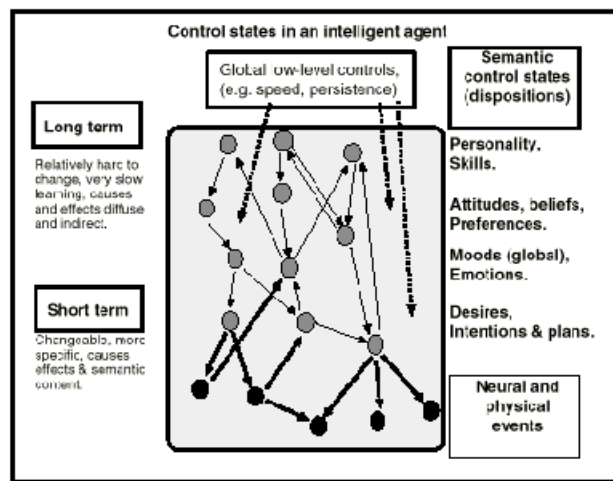 Control states in an intelligent agent
Global low-level controls,
(e.g. speed, persistence)
Semantic
control states
(dispositions)
Long term
Relatively hard to
change, very slow
learning, causes
and effects diffuse
and indirect.
Personality.
Skills.
Attitudes, beliefs,
Preferences.
Moods (global),
Emotions.
Short term
Changeable, more
specific, causes
effects & semantic
content.
Desires,
Intentions & plans.
Neural and
physical
events